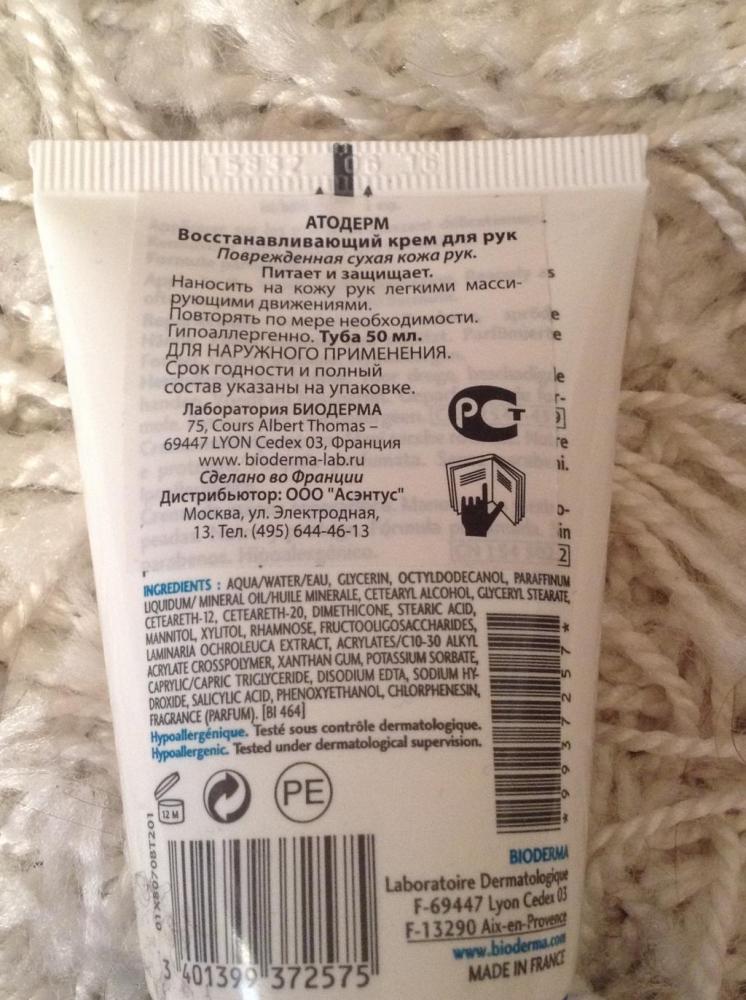 15832 06 18
АТОДЕРМ
Восстанавливающий крем для рук
Поврежденная сухая кожа рук.
Питает и защищает.
Наносить на кожу рук легкими масси-
рующими движениями.
Повторять по мере необходимости.
Гипоаллергенно. Туба 50 мл.
ДЛЯ НАРУЖНОГО ПРИМЕНЕНИЯ.
Срок годности и полный
состав указаны на упаковке.
Лаборатория БИОДЕРМА
75, Cours Albert Thomas –
69447 LYON Cedex 03, Франция
www. bioderma-lab.ru
Сделано во Франции
Дистрибьютор: ООО "Асэнтус"
Москва, ул. Электродная,
13. Тел. (495) 644-46-13
РСТ
INGREDIENTS : AQUA/WATER/EAU, GLYCERIN, OCTYLDODECANOL, PARAFFINUM
LIQUIDUM/ MINERAL OIL/HUILE MINERALE, CETEARYL ALCOHOL, GLYCERYL STEARATE,
CETEARETH-12, CETEARETH-20, DIMETHICONE, STEARIC ACID,
MANNITOL, XYLITOL, RHAMNOSE, FRUCTOOLIGOSACCHARIDES,
LAMINARIA OCHROLEUCA EXTRACT, ACRYLATES/C10-30 ALKYL
ACRYLATE CROSSPOLYMER, XANTHAN GUM, POTASSIUM SORBATE,
CAPRYLIC/CAPRIC TRIGLYCERIDE, DISODIUM EDTA, SODIUM HY-
DROXIDE, SALICYLIC ACID, PHENOXYETHANOL, CHLORPHENESIN,
FRAGRANCE (PARFUM). [BI 464]
Hypoallergénique. Testé sous contrôle dermatologique.
Hypoallergenic. Tested under dermatological supervision.
*9937257*
12 M
PE
01X8070BT201
3 401399 372575
BIODERMA
Laboratoire Dermatologique
F-69447 Lyon Cedex 03
F-13290 Aix-en-Provence
www.bioderma.com
MADE IN FRANCE